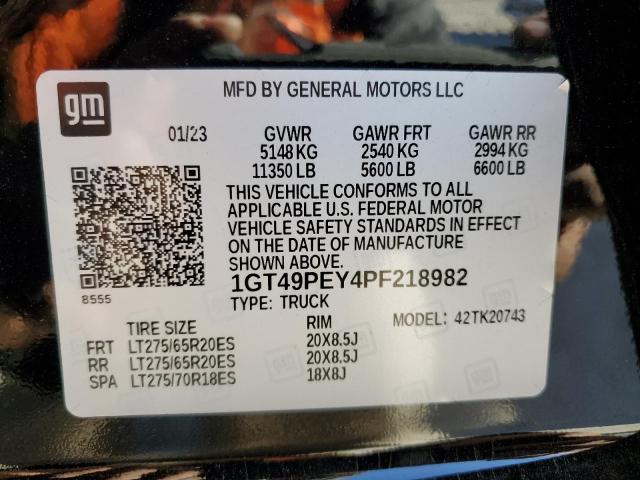 gm
MFD BY GENERAL MOTORS LLC
01/23 GVWR GAWR FRT GAWR RR
5148 KG 2540 KG 2994 KG
11350 LB 5600 LB 6600 LB
THIS VEHICLE CONFORMS TO ALL
APPLICABLE U.S. FEDERAL MOTOR
VEHICLE SAFETY STANDARDS IN EFFECT
ON THE DATE OF MANUFACTURE
SHOWN ABOVE.
8555
1GT49PEY4PF218982
TYPE: TRUCK
TIRE SIZE RIM MODEL: 42TK20743
FRT LT275/65R20ES 20X8.5J
RR LT275/65R20ES 20X8.5J
SPA LT275/70R18ES 18X8J